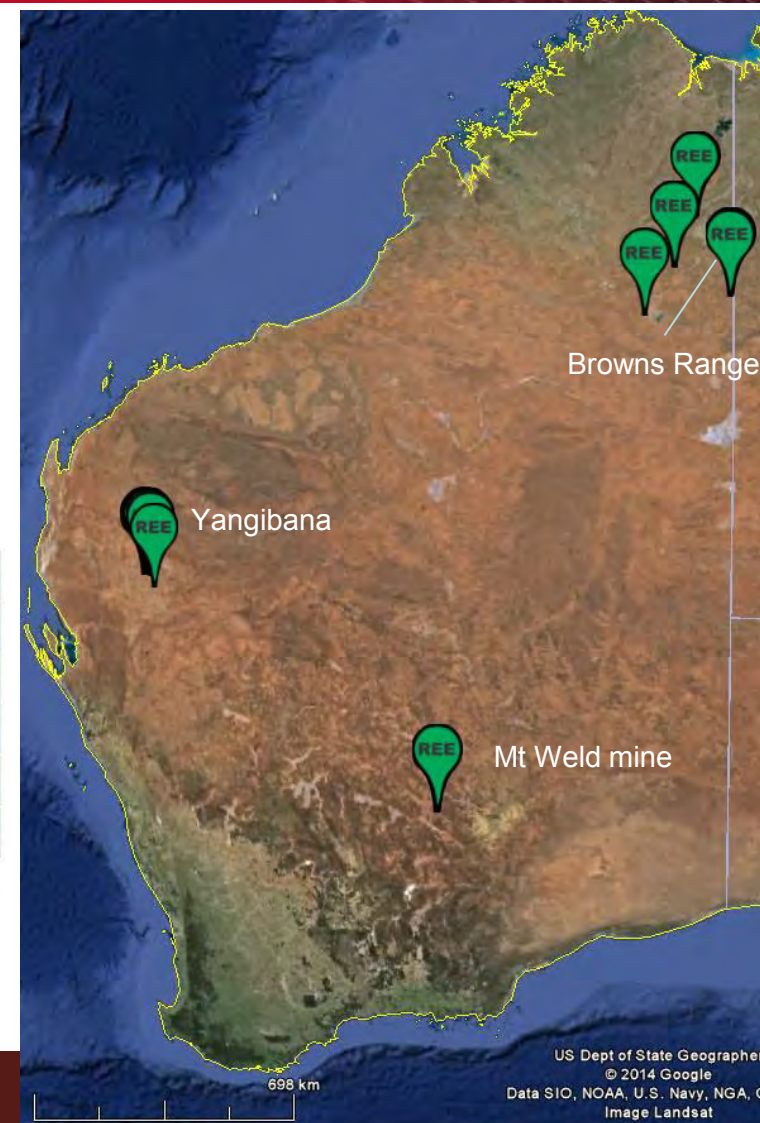 REE
REE
REE
REE
Browns Range
REE
Yangibana
REE
Mt Weld mine
US Dept of State Geographer
© 2014 Google
698 km
Data SIO, NOAA, U.S. Navy, NGA,
Image Landsat